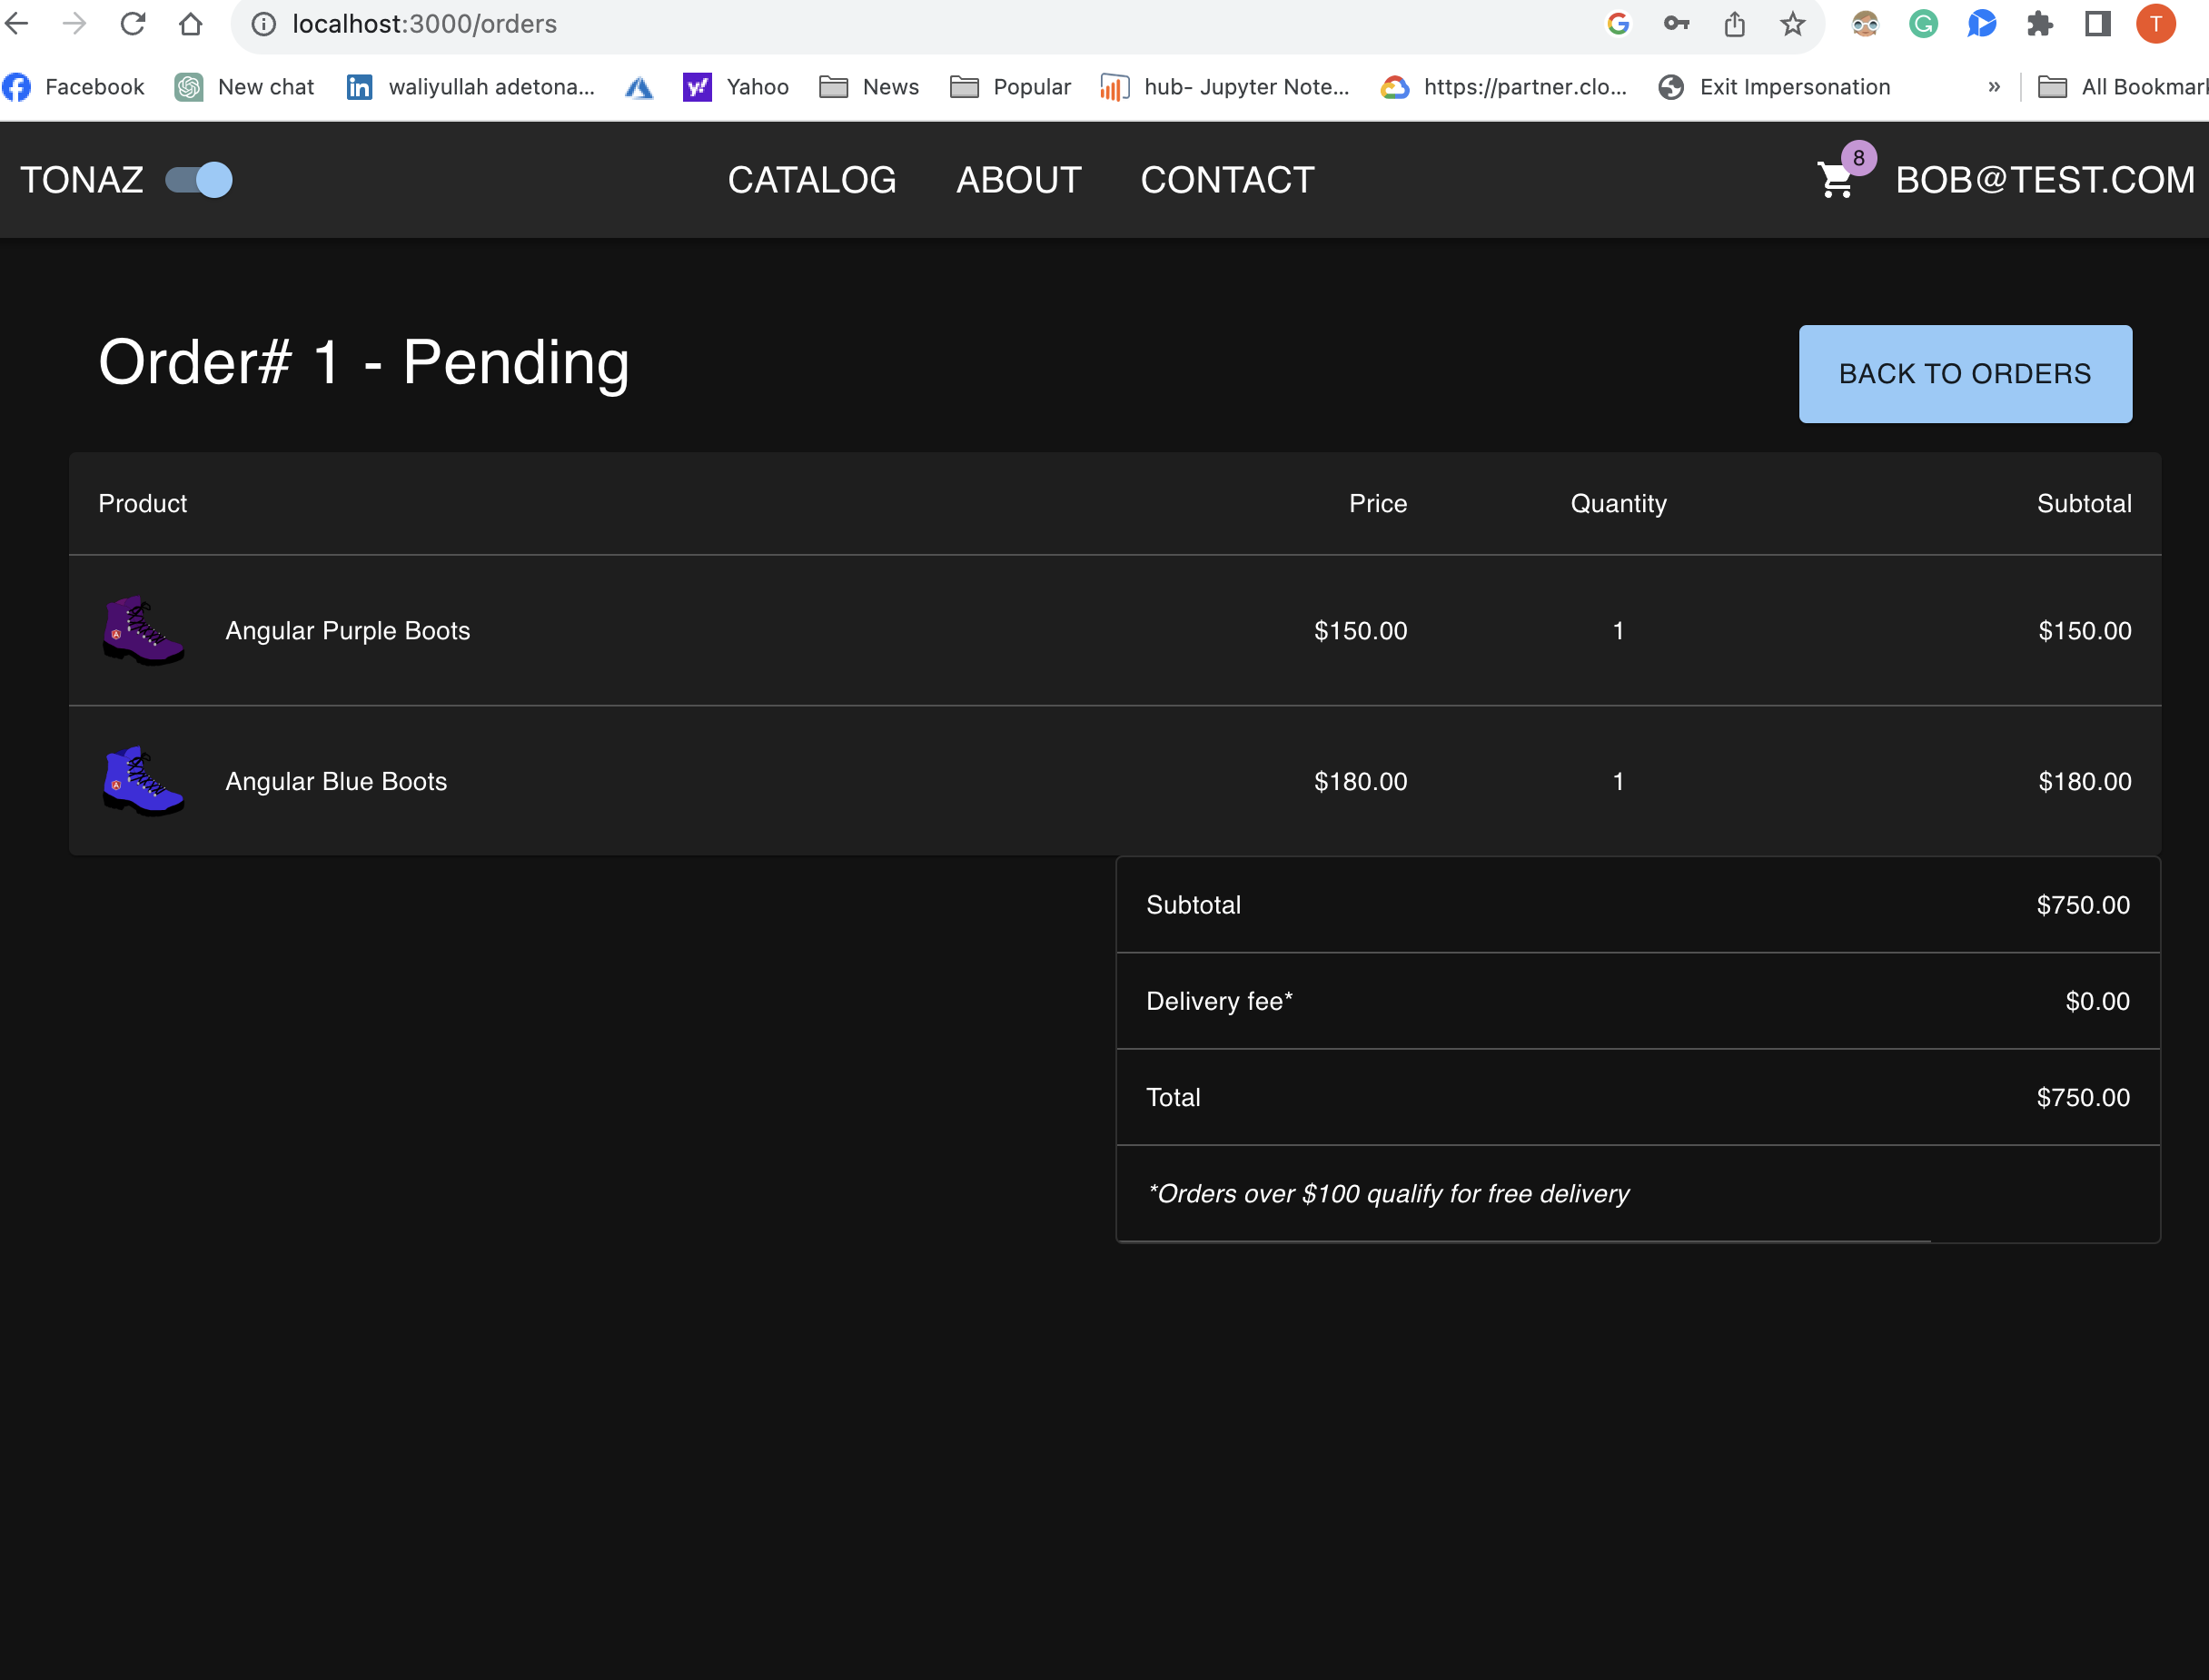 localhost:3000/orders
T
Facebook New chat waliyullah adetona... Yahoo News Popular hub- Jupyter Note... https://partner.clo... Exit Impersonation » All Bookmar
TONAZ CATALOG ABOUT CONTACT 8 BOB@TEST.COM
Order# 1 - Pending BACK TO ORDERS
Product Price Quantity Subtotal
Angular Purple Boots $150.00 1 $150.00
Angular Blue Boots $180.00 1 $180.00
Subtotal $750.00
Delivery fee* $0.00
Total $750.00
*Orders over $100 qualify for free delivery